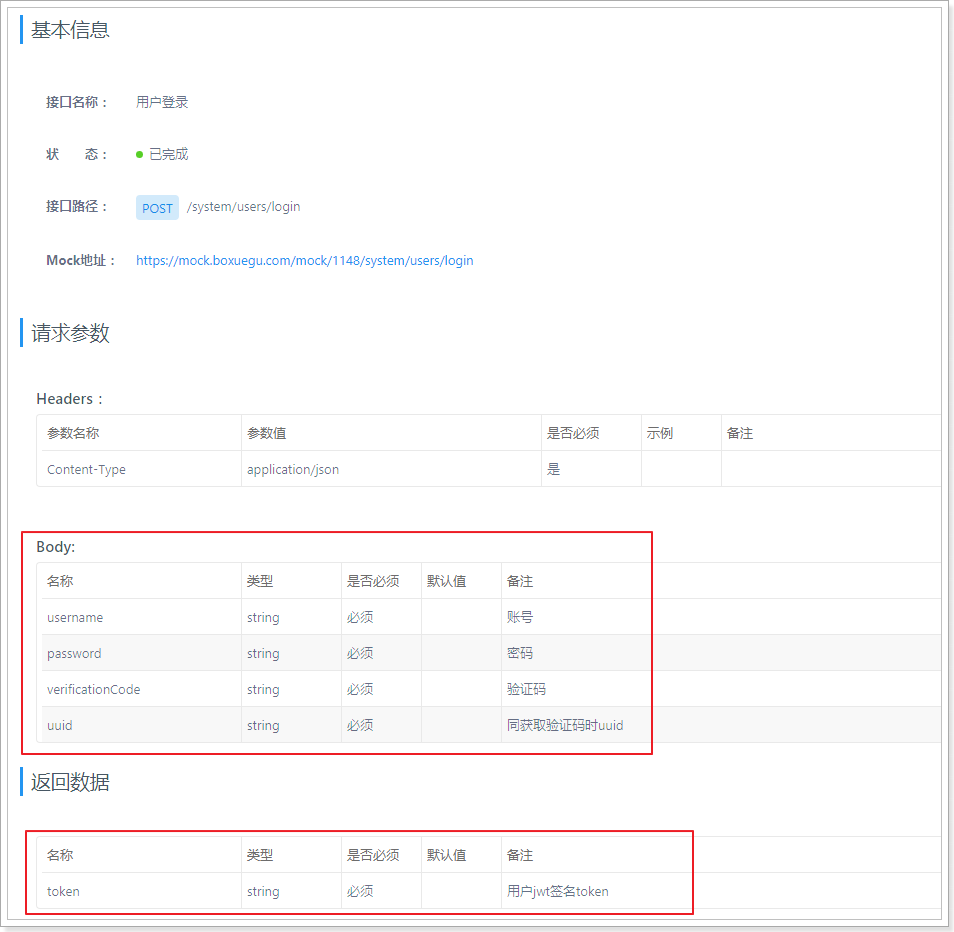 基本信息
接口名称： 用户登录
状 态： 已完成
接口路径： POST /system/users/login
Mock地址： https://mock.boxuegu.com/mock/1148/system/users/login
请求参数
Headers：
参数名称 参数值 是否必须 示例 备注
Content-Type application/json 是
Body:
名称 类型 是否必须 默认值 备注
username string 必须 账号
password string 必须 密码
verificationCode string 必须 验证码
uuid string 必须 同获取验证码时uuid
返回数据
名称 类型 是否必须 默认值 备注
token string 必须 用户jwt签名token